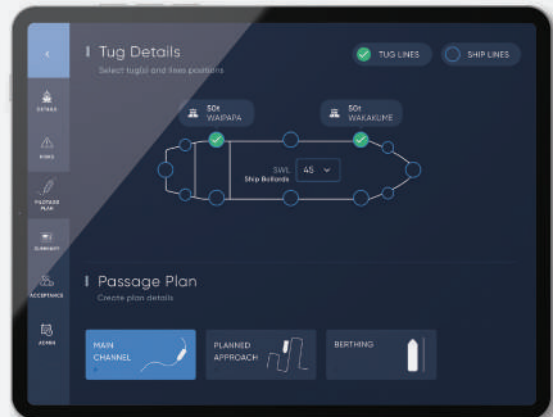 Tug Details
Select tug(s) and lines positions
TUG LINES
SHIP LINES
DETAILS
RISKS
PILOTAGE
PLAN
SUMMARY
ACCEPTANCE
ADMIN
50t
WAIPAPA
50t
WAKAKUME
SWL
Ship Bollards
45
Passage Plan
Create plan details
MAIN
CHANNEL
PLANNED
APPROACH
BERTHING